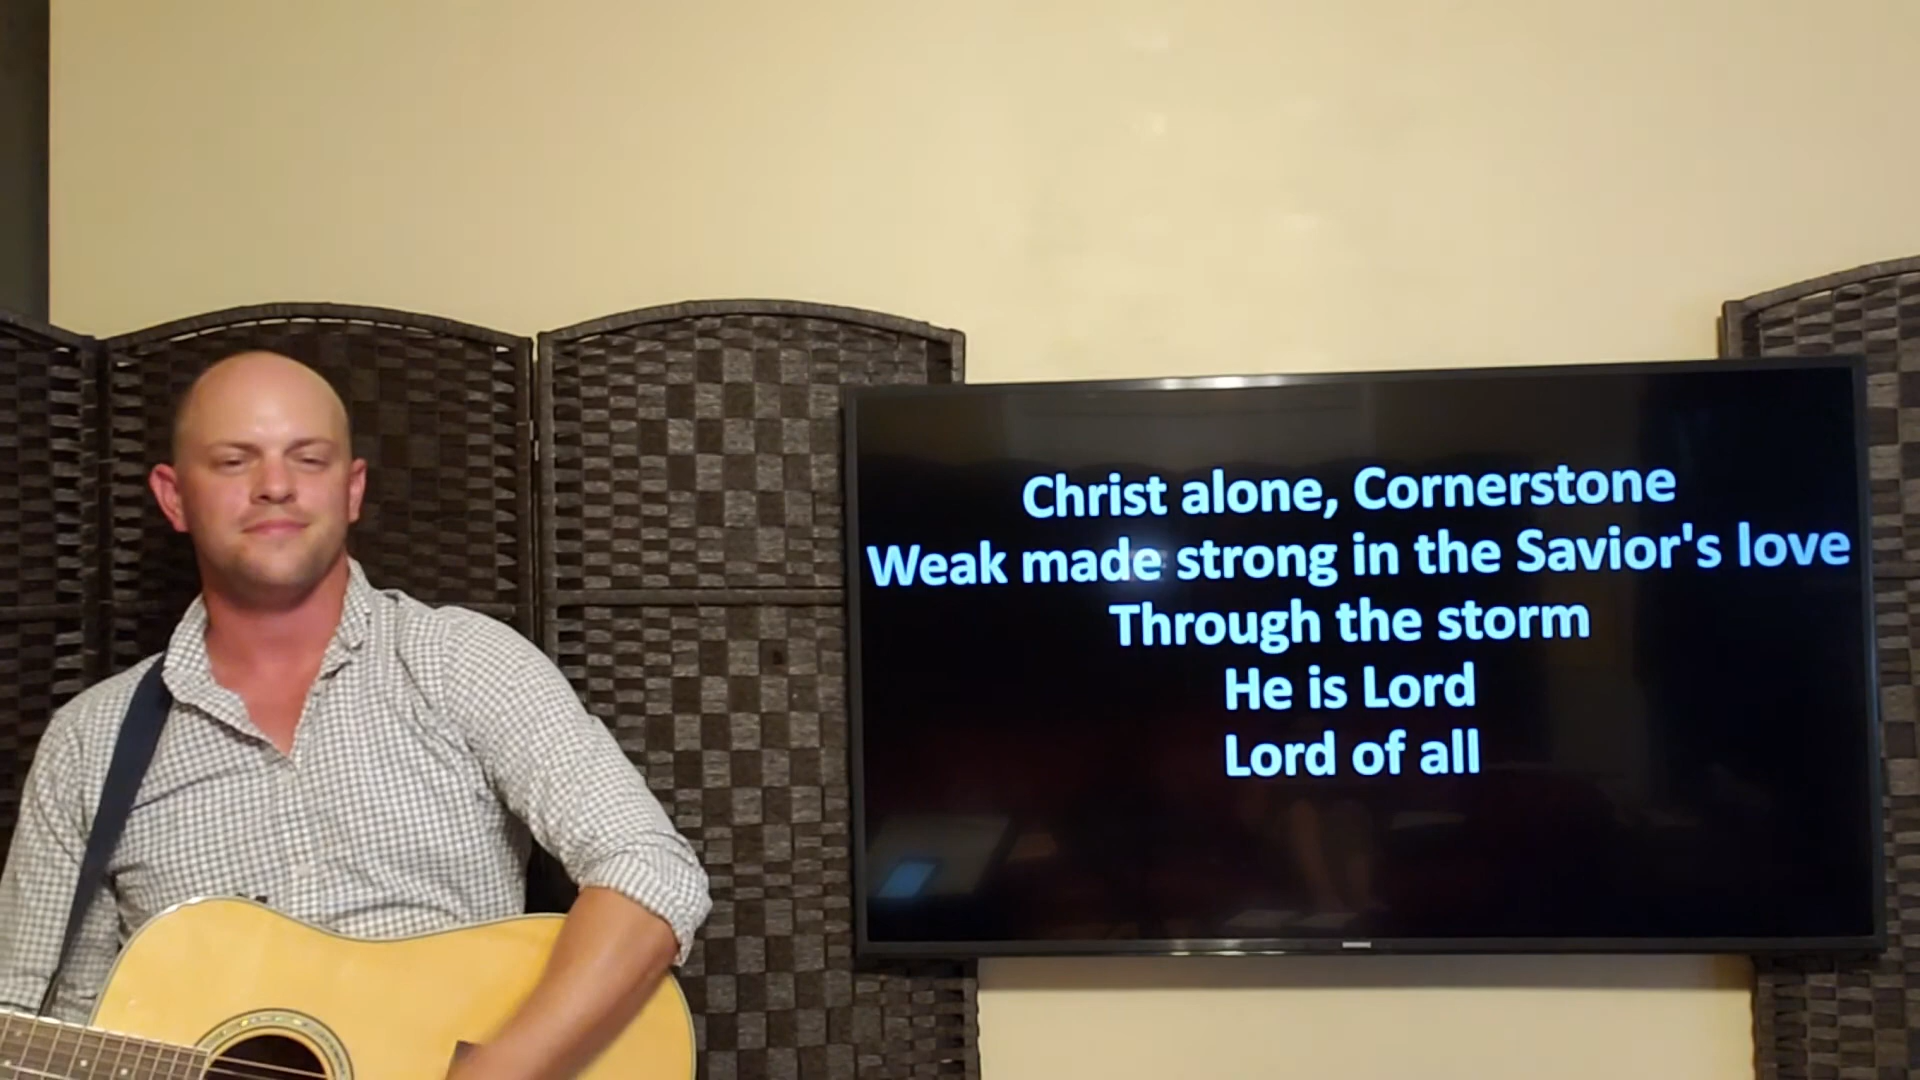 Christ alone, Cornerstone
Weak made strong in the Savior's love
Through the storm
He is Lord
Lord of all